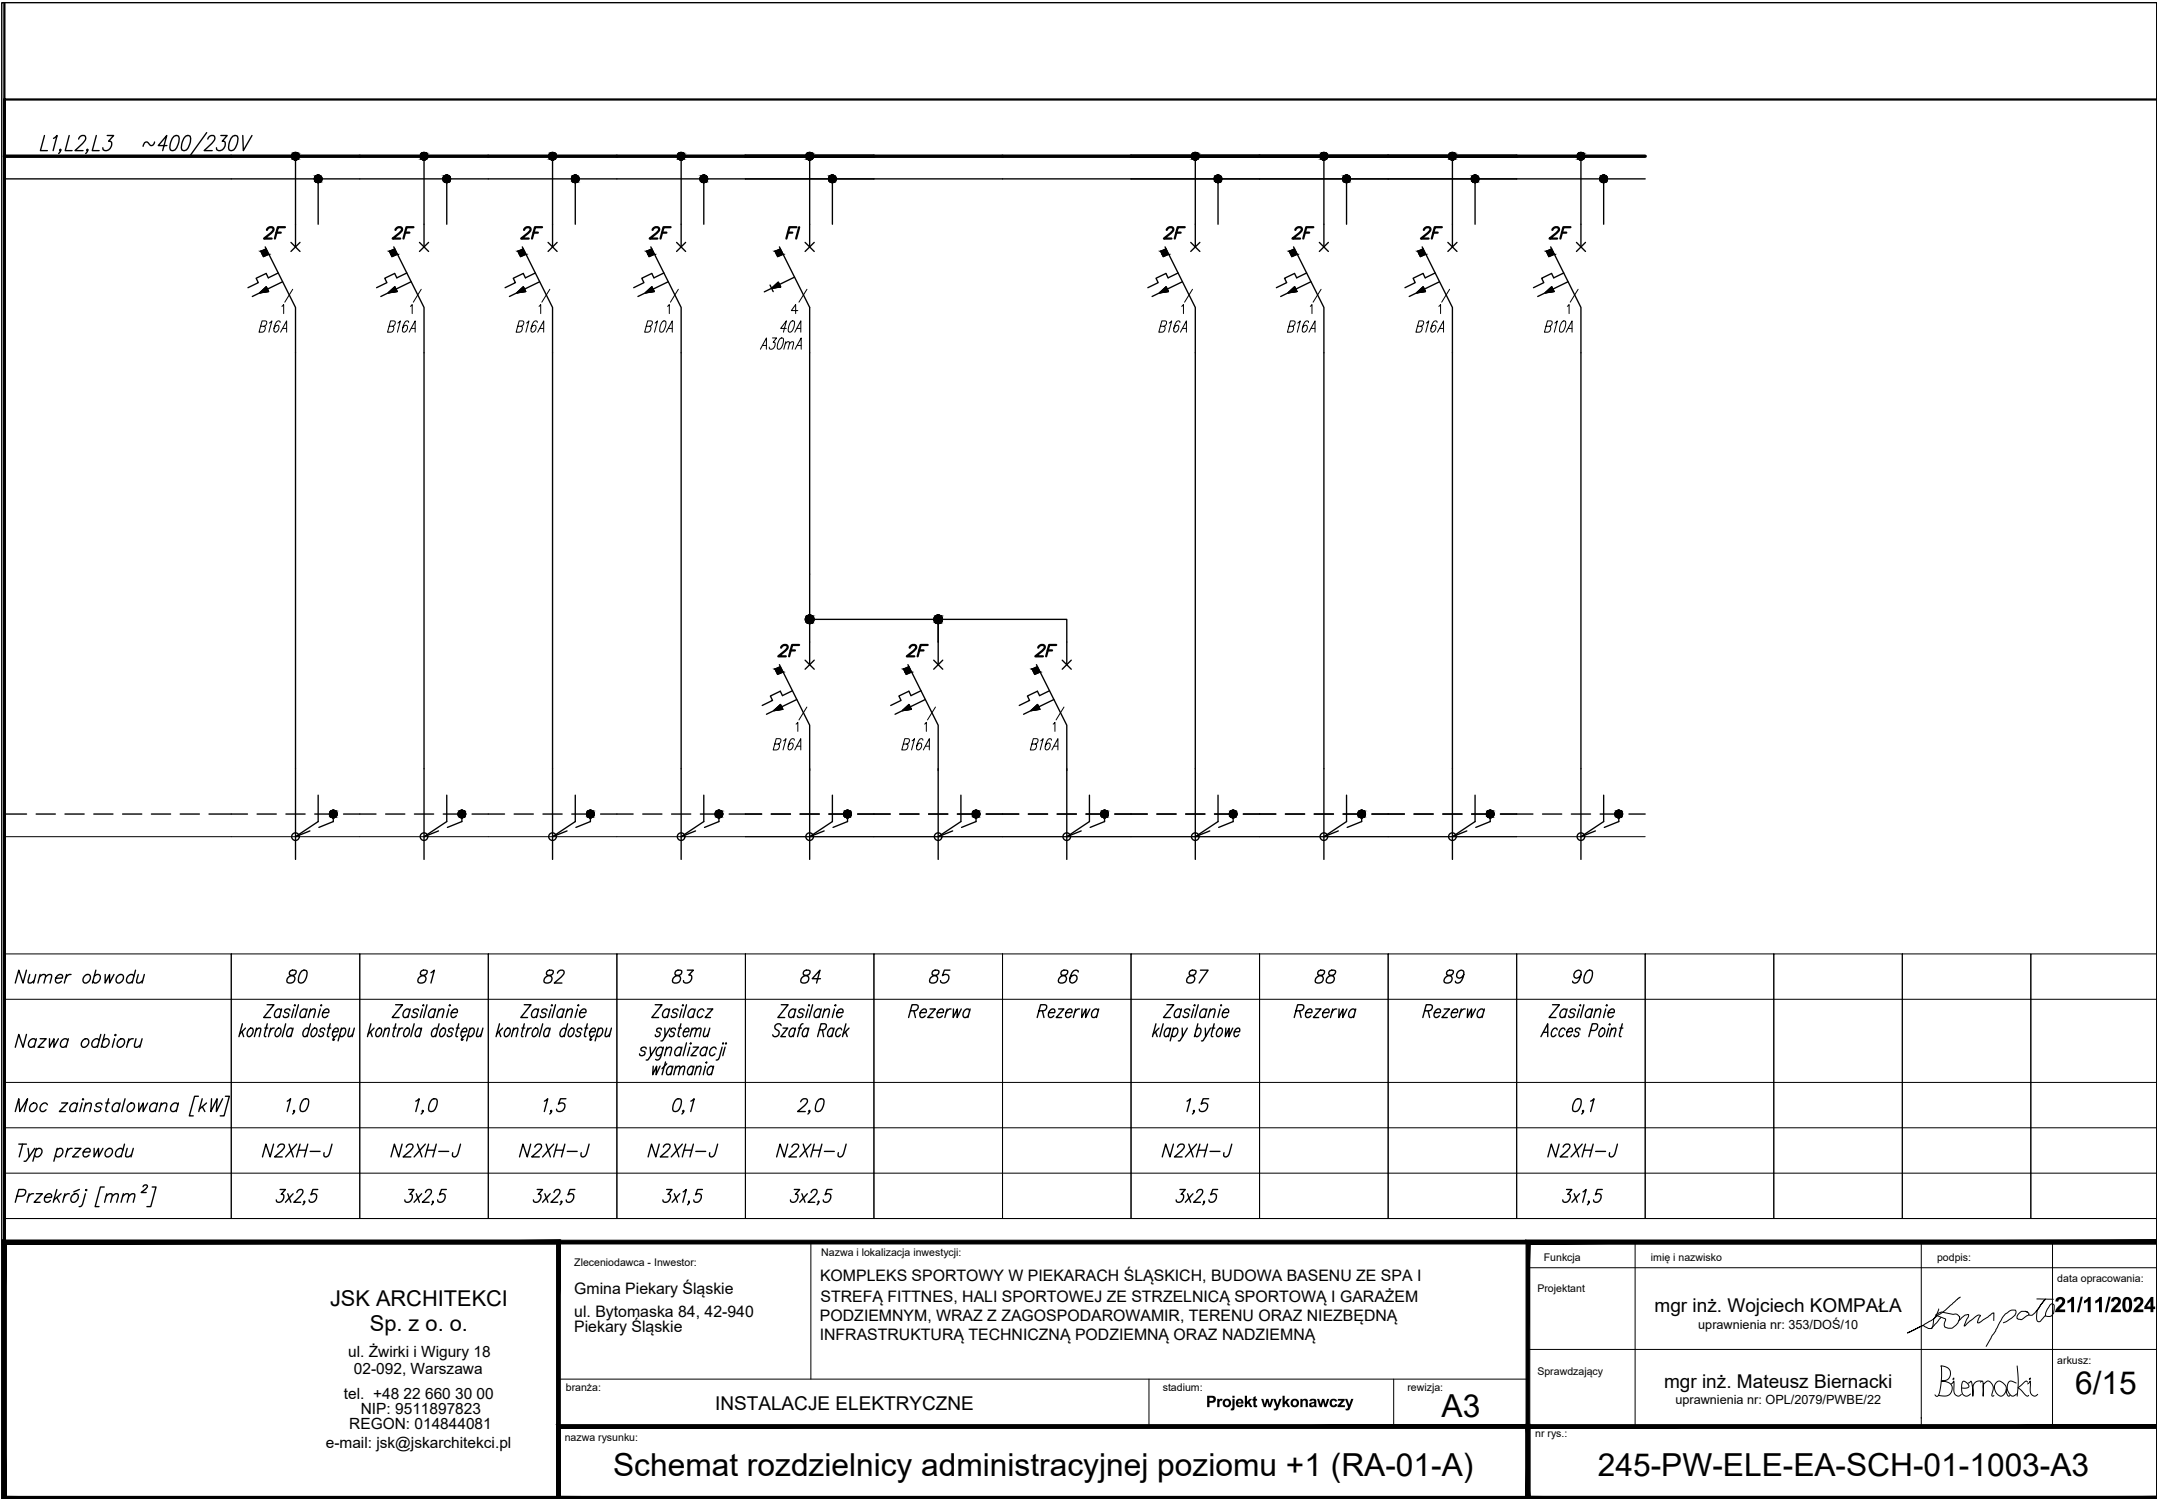 L1,L2,L3 ~400/230V
2F 2F 2F 2F FI 2F 2F 2F 2F
1 1 1 1 4 1 1 1 1
B16A B16A B16A B10A 40A B16A B16A B16A B10A
A30mA
2F 2F 2F
1 1 1
B16A B16A B16A
Numer obwodu 80 81 82 83 84 85 86 87 88 89 90
Nazwa odbioru
Zasilanie
kontrola dostępu
Zasilanie
kontrola dostępu
Zasilanie
kontrola dostępu
Zasilacz
systemu
sygnalizacji
włamania
Zasilanie
Szafa Rack
Rezerwa
Rezerwa
Zasilanie
klapy bytowe
Rezerwa
Rezerwa
Zasilanie
Acces Point
Moc zainstalowana [kW] 1,0 1,0 1,5 0,1 2,0 1,5 0,1
Typ przewodu N2XH-J N2XH-J N2XH-J N2XH-J N2XH-J N2XH-J N2XH-J
Przekrój [mm²] 3x2,5 3x2,5 3x2,5 3x1,5 3x2,5 3x2,5 3x1,5
JSK ARCHITEKCI
Sp. z o. o.
ul. Żwirki i Wigury 18
02-092, Warszawa
tel. +48 22 660 30 00
NIP: 9511897823
REGON: 014844081
e-mail: jsk@jskarchitekci.pl
Zleceniodawca - Inwestor:
Gmina Piekary Śląskie
ul. Bytomaska 84, 42-940
Piekary Śląskie
Nazwa i lokalizacja inwestycji:
KOMPLEKS SPORTOWY W PIEKARACH ŚLĄSKICH, BUDOWA BASENU ZE SPA I
STREFĄ FITTNES, HALI SPORTOWEJ ZE STRZELNICĄ SPORTOWĄ I GARAŻEM
PODZIEMNYM, WRAZ Z ZAGOSPODAROWAMIR, TERENU ORAZ NIEZBĘDNĄ
INFRASTRUKTURĄ TECHNICZNĄ PODZIEMNĄ ORAZ NADZIEMNĄ
branża:
INSTALACJE ELEKTRYCZNE
stadium:
Projekt wykonawczy
rewizja:
A3
nazwa rysunku:
Schemat rozdzielnicy administracyjnej poziomu +1 (RA-01-A)
Funkcja imię i nazwisko podpis:
Projektant
mgr inż. Wojciech KOMPAŁA
uprawnienia nr: 353/DOŚ/10
Kompała
data opracowania:
21/11/2024
Sprawdzający
mgr inż. Mateusz Biernacki
uprawnienia nr: OPL/2079/PWBE/22
Biernacki
arkusz:
6/15
nr rys.:
245-PW-ELE-EA-SCH-01-1003-A3